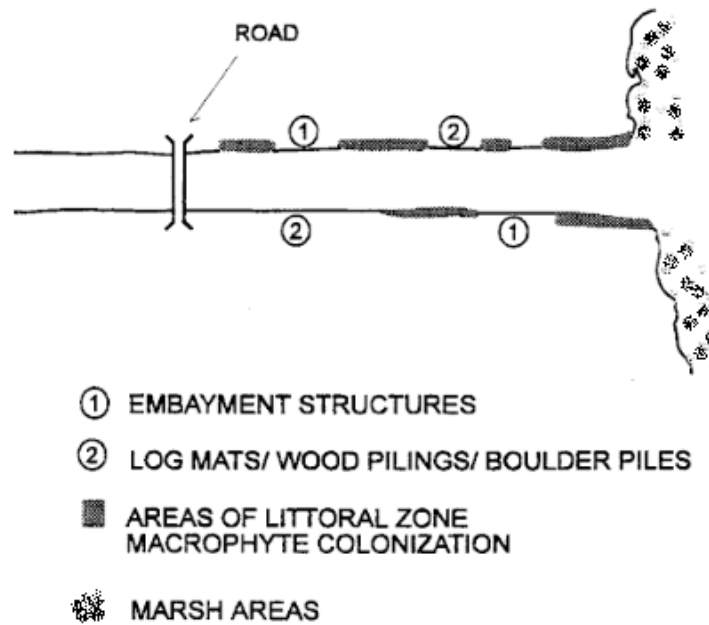 ROAD
① ②
② ①
① EMBAYMENT STRUCTURES
② LOG MATS/ WOOD PILINGS/ BOULDER PILES
AREAS OF LITTORAL ZONE
MACROPHYTE COLONIZATION
MARSH AREAS